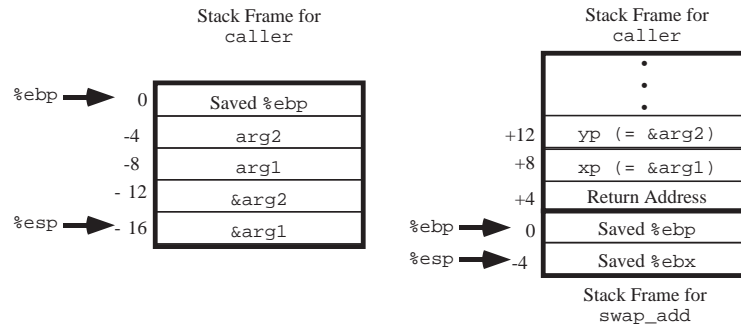 Stack Frame for
caller
%ebp
0
Saved %ebp
-4
arg2
-8
arg1
- 12
&arg2
%esp
- 16
&arg1
Stack Frame for
caller
+12
yp (= &arg2)
+8
xp (= &arg1)
+4
Return Address
%ebp
0
Saved %ebp
%esp
-4
Saved %ebx
Stack Frame for
swap_add